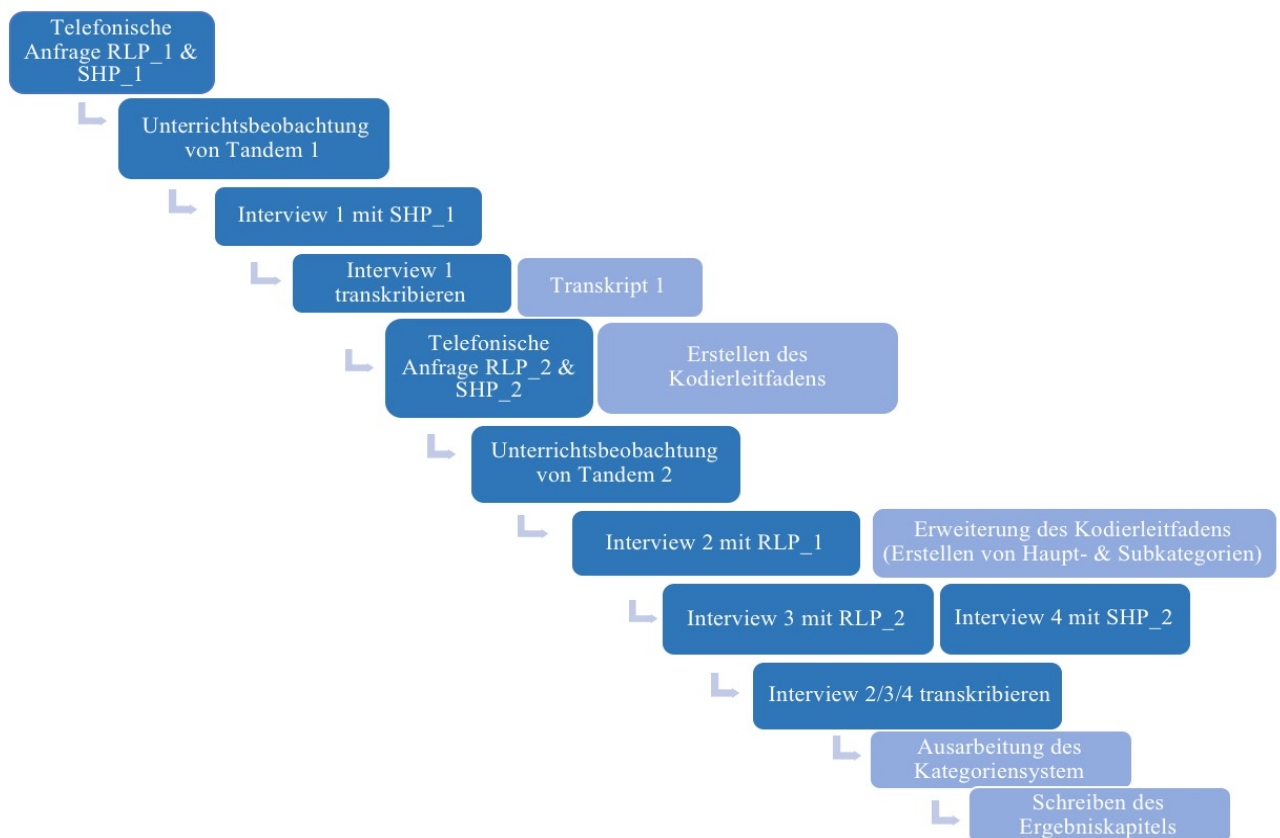 Telefonische
Anfrage RLP_1 &
SHP_1
Unterrichtsbeobachtung
von Tandem 1
Interview 1 mit SHP_1
Interview 1
transkribieren
Transkript 1
Telefonische
Anfrage RLP_2 &
SHP_2
Erstellen des
Kodierleitfadens
Unterrichtsbeobachtung
von Tandem 2
Interview 2 mit RLP_1
Erweiterung des Kodierleitfadens
(Erstellen von Haupt- & Subkategorien)
Interview 3 mit RLP_2
Interview 4 mit SHP_2
Interview 2/3/4 transkribieren
Ausarbeitung des
Kategoriensystem
Schreiben des
Ergebniskapitels